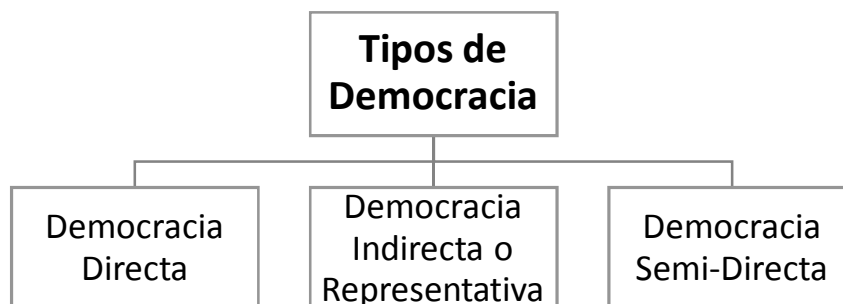 Tipos de
Democracia
Democracia
Directa
Democracia
Indirecta o
Representativa
Democracia
Semi-Directa